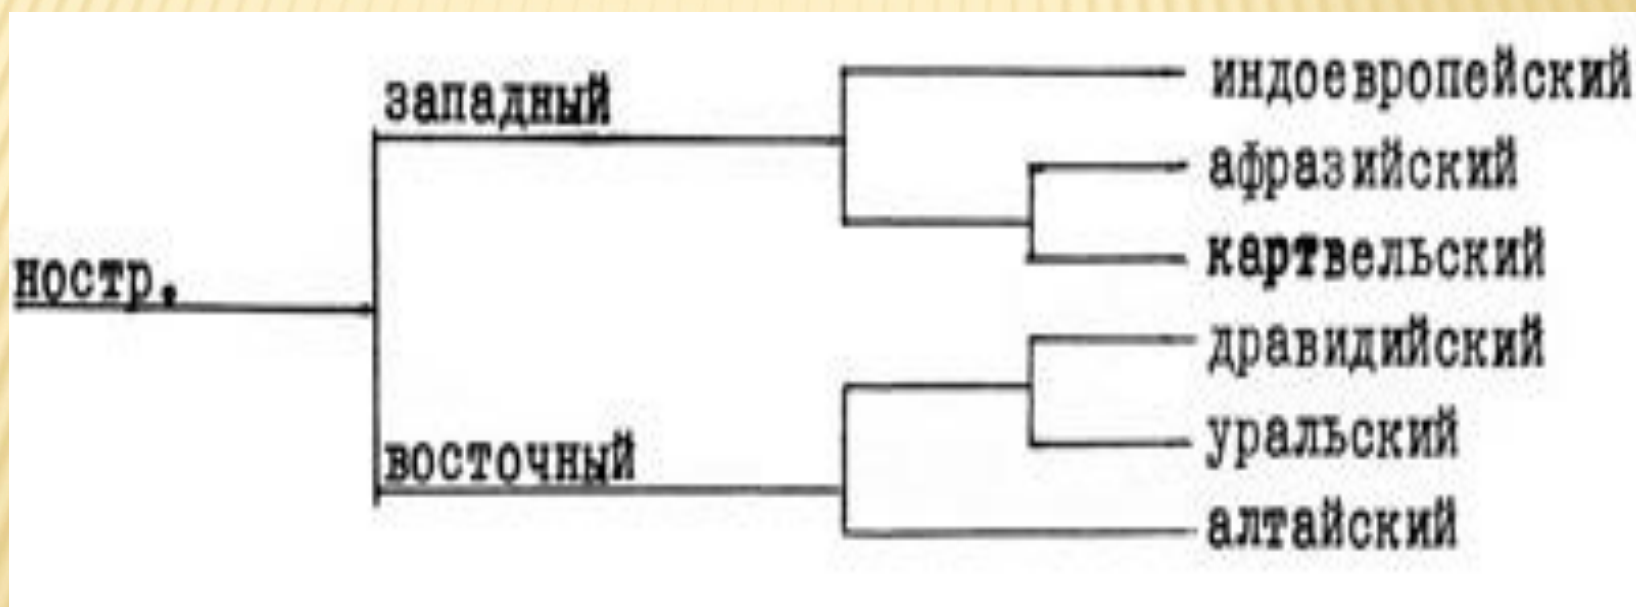 ностр.
западный
восточный
индоевропейский
афразийский
картвельский
дравидийский
уральский
алтайский